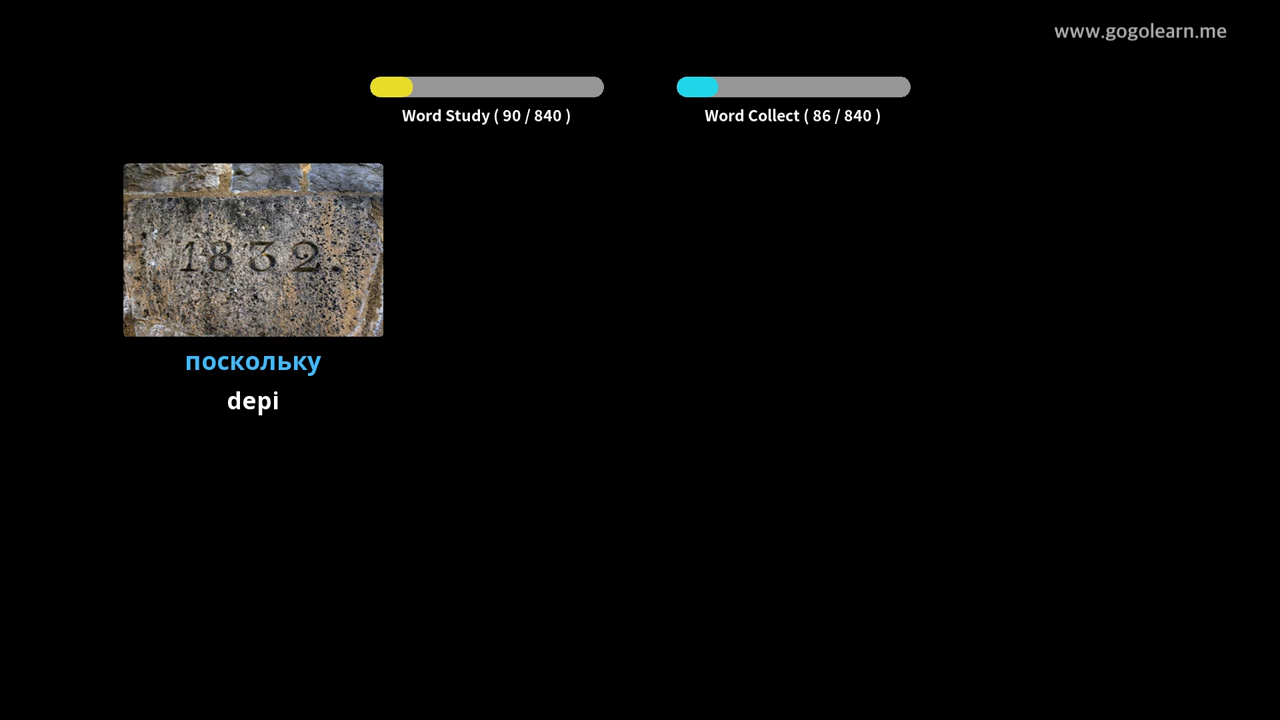 www.gogolearn.me
Word Study ( 90 / 840 )
Word Collect ( 86 / 840 )
1832.
поскольку
depi